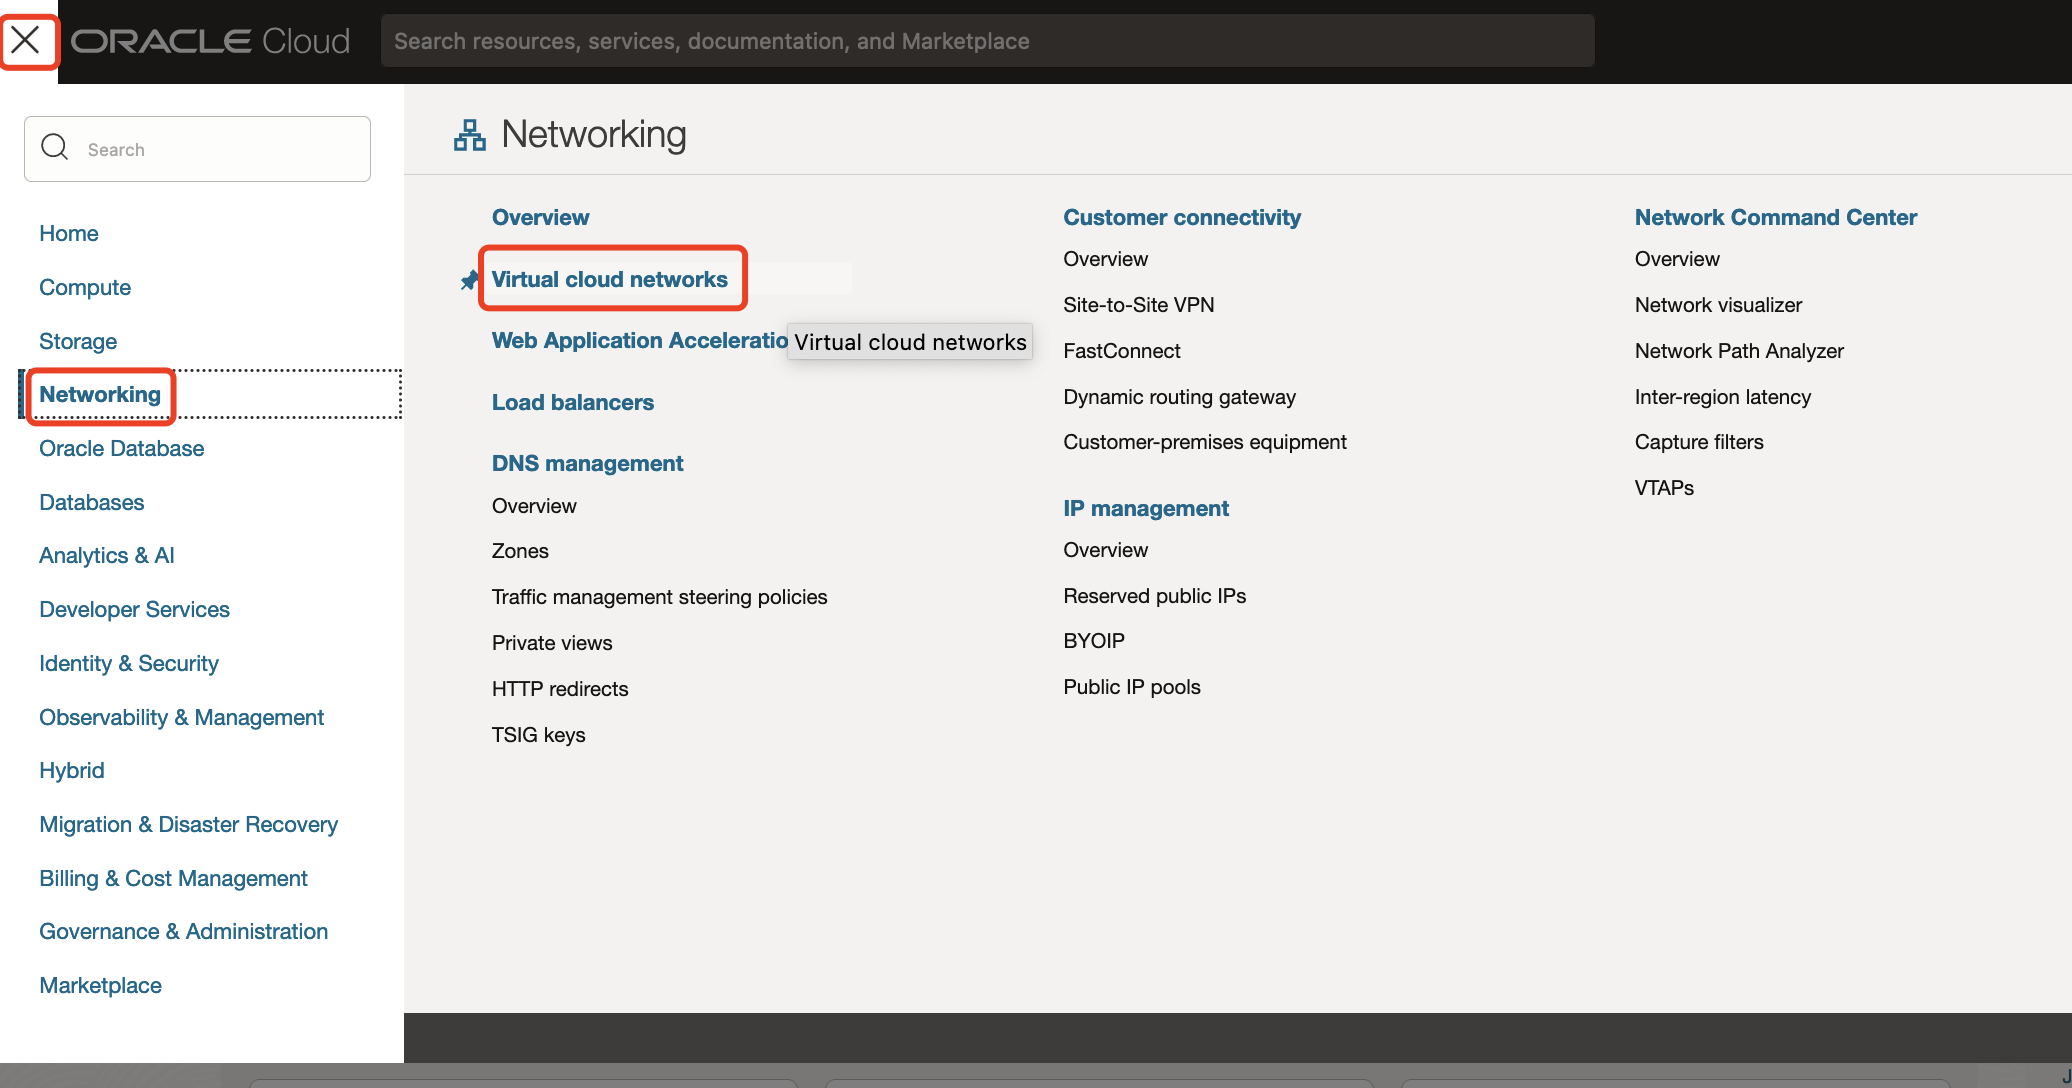 ORACLE Cloud
Search resources, services, documentation, and Marketplace
Search
Home
Compute
Storage
Networking
Oracle Database
Databases
Analytics & AI
Developer Services
Identity & Security
Observability & Management
Hybrid
Migration & Disaster Recovery
Billing & Cost Management
Governance & Administration
Marketplace
Networking
Overview
Virtual cloud networks
Web Application Acceleratio
Virtual cloud networks
Load balancers
DNS management
Overview
Zones
Traffic management steering policies
Private views
HTTP redirects
TSIG keys
Customer connectivity
Overview
Site-to-Site VPN
FastConnect
Dynamic routing gateway
Customer-premises equipment
IP management
Overview
Reserved public IPs
BYOIP
Public IP pools
Network Command Center
Overview
Network visualizer
Network Path Analyzer
Inter-region latency
Capture filters
VTAPs